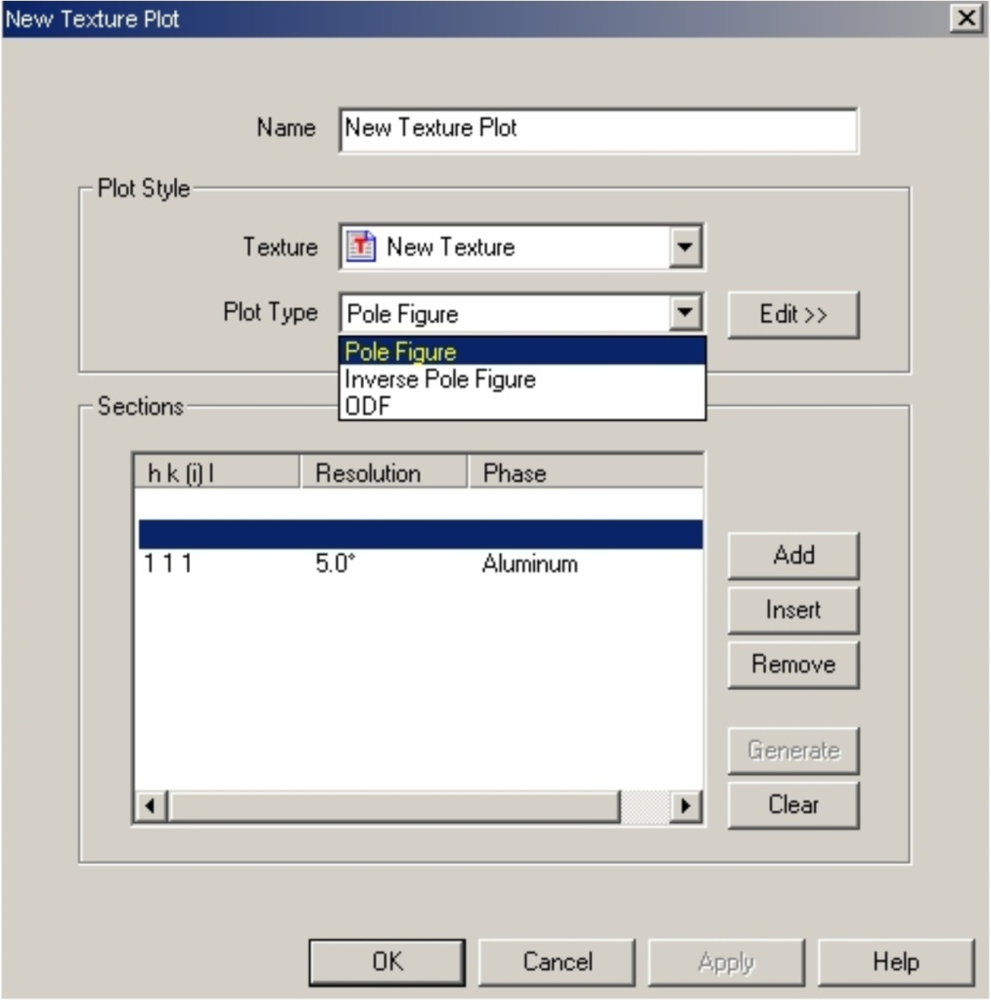 New Texture Plot
Name New Texture Plot
Plot Style
Texture T New Texture
Plot Type Pole Figure Edit >>
Pole Figure
Inverse Pole Figure
ODF
Sections
h k (i) l Resolution Phase
1 1 1 5.0° Aluminum
Add
Insert
Remove
Generate
Clear
OK Cancel Apply Help